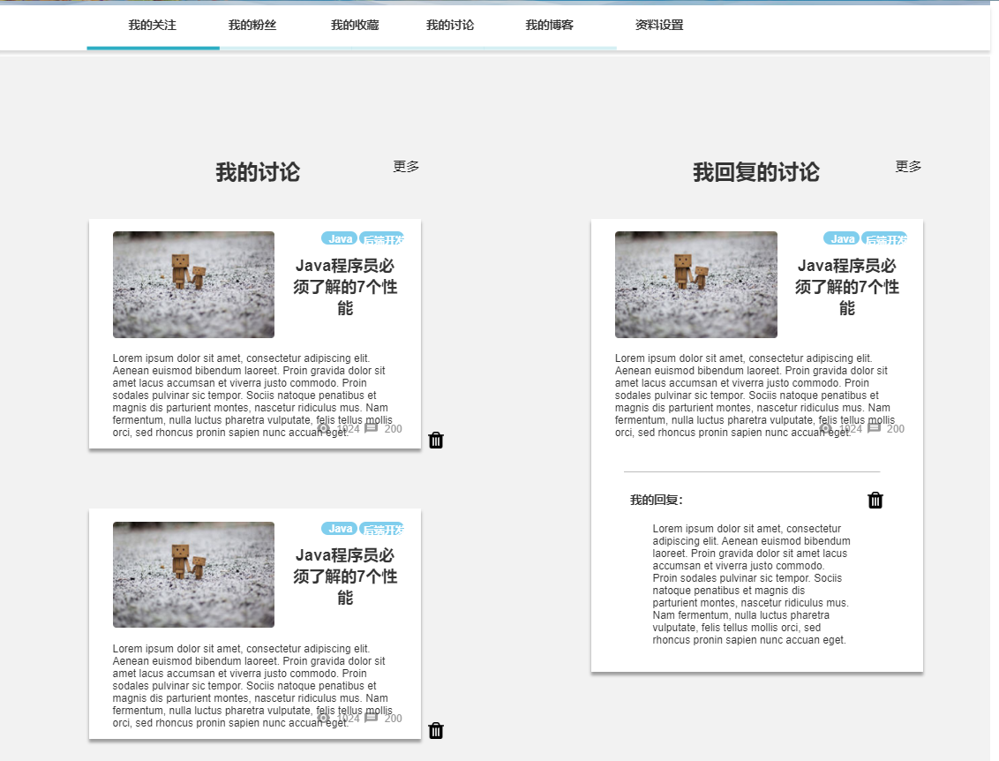 我的关注 我的粉丝 我的收藏 我的讨论 我的博客 资料设置
我的讨论 更多
Java 后端开发
Java程序员必
须了解的7个性
能
Lorem ipsum dolor sit amet, consectetur adipiscing elit.
Aenean euismod bibendum laoreet. Proin gravida dolor sit
amet lacus accumsan et viverra justo commodo. Proin
sodales pulvinar sic tempor. Sociis natoque penatibus et
magnis dis parturient montes, nascetur ridiculus mus. Nam
fermentum, nulla luctus pharetra vulputate, felis tellus mollis
orci, sed rhoncus pronin sapien nunc accuan eget.
1024 200
Java 后端开发
Java程序员必
须了解的7个性
能
Lorem ipsum dolor sit amet, consectetur adipiscing elit.
Aenean euismod bibendum laoreet. Proin gravida dolor sit
amet lacus accumsan et viverra justo commodo. Proin
sodales pulvinar sic tempor. Sociis natoque penatibus et
magnis dis parturient montes, nascetur ridiculus mus. Nam
fermentum, nulla luctus pharetra vulputate, felis tellus mollis
orci, sed rhoncus pronin sapien nunc accuan eget.
1024 200
我回复的讨论 更多
Java 后端开发
Java程序员必
须了解的7个性
能
Lorem ipsum dolor sit amet, consectetur adipiscing elit.
Aenean euismod bibendum laoreet. Proin gravida dolor sit
amet lacus accumsan et viverra justo commodo. Proin
sodales pulvinar sic tempor. Sociis natoque penatibus et
magnis dis parturient montes, nascetur ridiculus mus. Nam
fermentum, nulla luctus pharetra vulputate, felis tellus mollis
orci, sed rhoncus pronin sapien nunc accuan eget.
1024 200
我的回复：
Lorem ipsum dolor sit amet, consectetur
adipiscing elit. Aenean euismod bibendum
laoreet. Proin gravida dolor sit amet lacus
accumsan et viverra justo commodo.
Proin sodales pulvinar sic tempor. Sociis
natoque penatibus et magnis dis
parturient montes, nascetur ridiculus mus.
Nam fermentum, nulla luctus pharetra
vulputate, felis tellus mollis orci, sed
rhoncus pronin sapien nunc accuan eget.